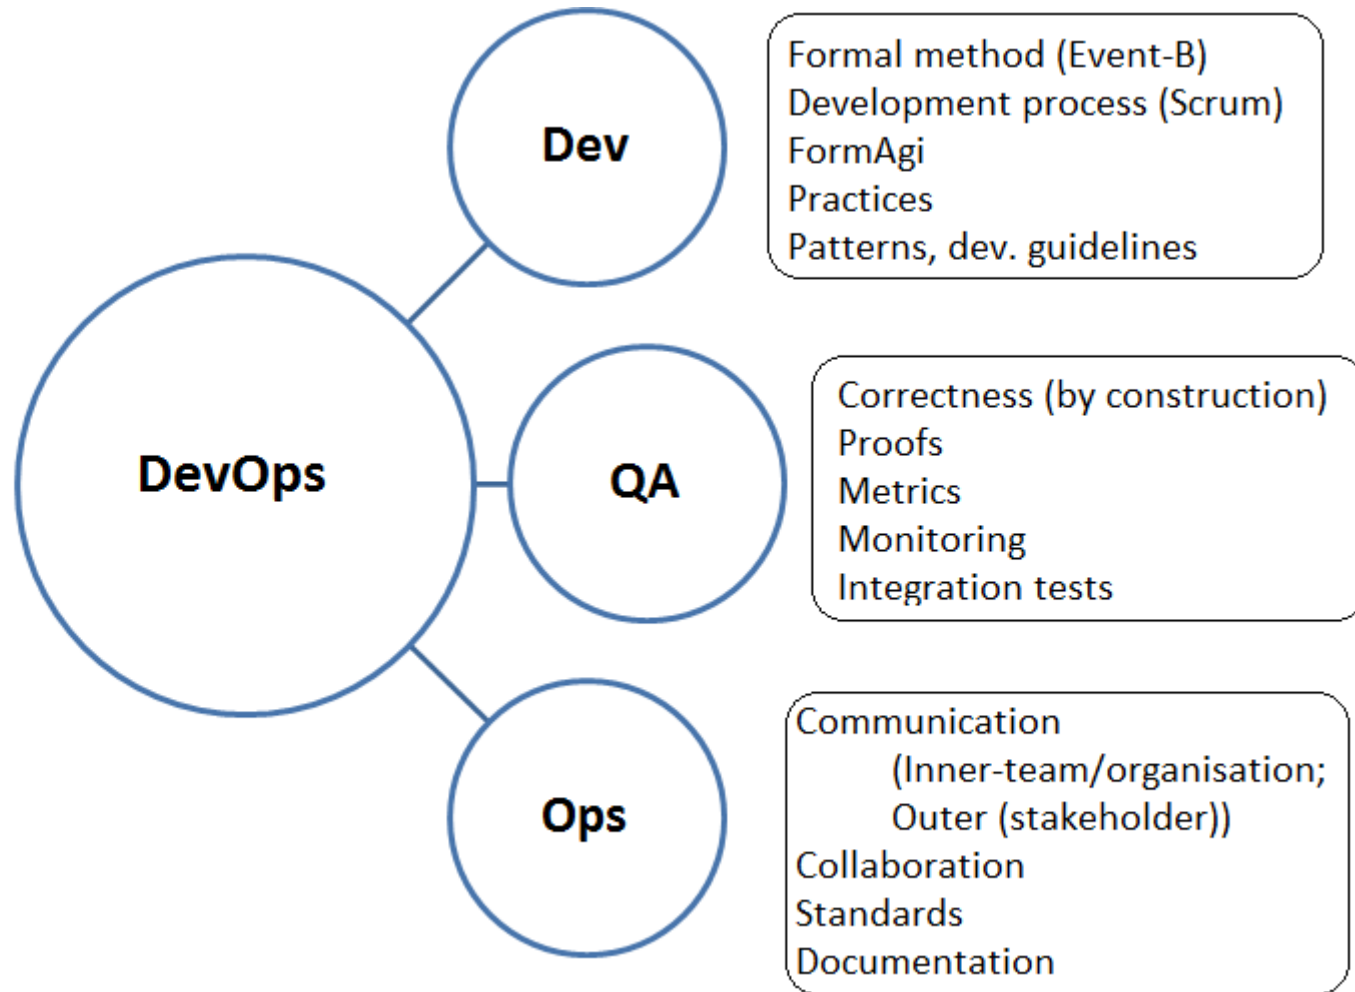 Dev
Formal method (Event-B)
Development process (Scrum)
FormAgi
Practices
Patterns, dev. guidelines
DevOps
QA
Correctness (by construction)
Proofs
Metrics
Monitoring
Integration tests
Ops
Communication
(Inner-team/organisation;
Outer (stakeholder))
Collaboration
Standards
Documentation